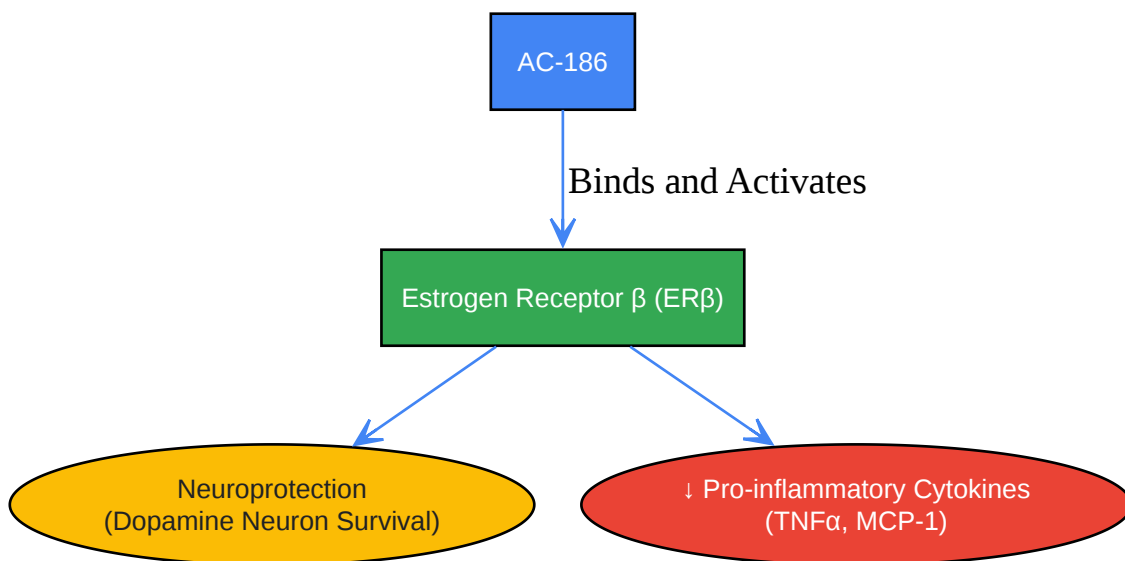 AC-186
Binds and Activates
Estrogen Receptor β (ERβ)
Neuroprotection
(Dopamine Neuron Survival)
↓ Pro-inflammatory Cytokines
(TNFα, MCP-1)